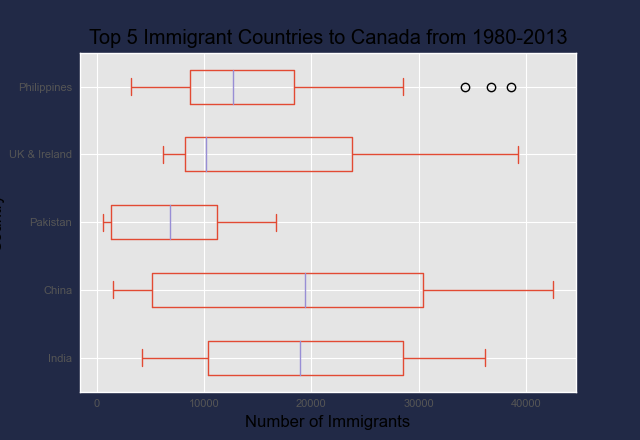 Top 5 Immigrant Countries to Canada from 1980-2013
Philippines
UK & Ireland
Pakistan
China
India
0 10000 20000 30000 40000
Number of Immigrants